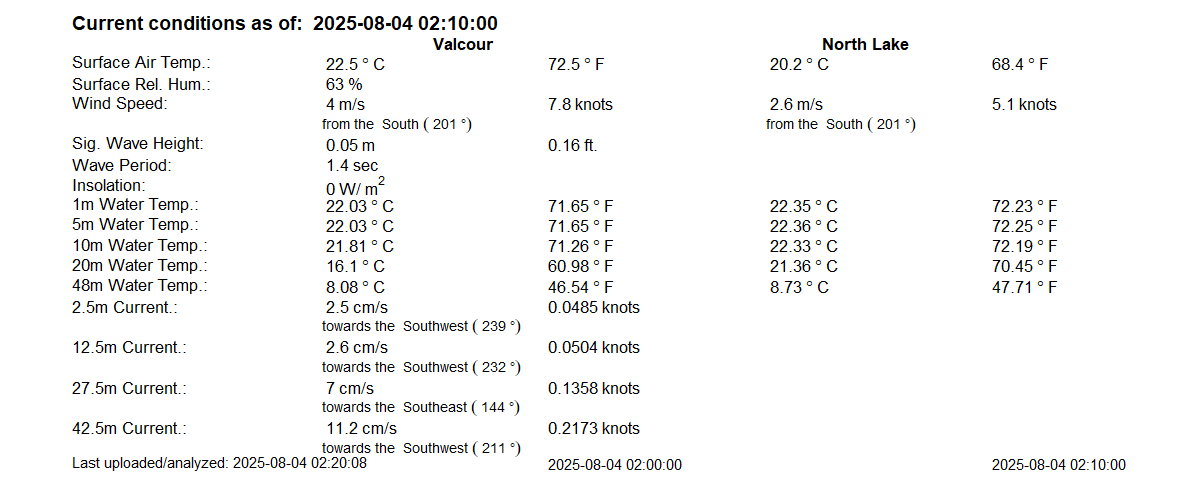 Current conditions as of: 2025-08-04 02:10:00
Valcour North Lake
Surface Air Temp.: 22.5 ° C 72.5 ° F 20.2 ° C 68.4 ° F
Surface Rel. Hum.: 63 %
Wind Speed: 4 m/s 7.8 knots 2.6 m/s 5.1 knots
from the South ( 201 °) from the South ( 201 °)
Sig. Wave Height: 0.05 m 0.16 ft.
Wave Period: 1.4 sec
Insolation: 0 W/ m2
1m Water Temp.: 22.03 ° C 71.65 ° F 22.35 ° C 72.23 ° F
5m Water Temp.: 22.03 ° C 71.65 ° F 22.36 ° C 72.25 ° F
10m Water Temp.: 21.81 ° C 71.26 ° F 22.33 ° C 72.19 ° F
20m Water Temp.: 16.1 ° C 60.98 ° F 21.36 ° C 70.45 ° F
48m Water Temp.: 8.08 ° C 46.54 ° F 8.73 ° C 47.71 ° F
2.5m Current.: 2.5 cm/s 0.0485 knots
towards the Southwest ( 239 °)
12.5m Current.: 2.6 cm/s 0.0504 knots
towards the Southwest ( 232 °)
27.5m Current.: 7 cm/s 0.1358 knots
towards the Southeast ( 144 °)
42.5m Current.: 11.2 cm/s 0.2173 knots
towards the Southwest ( 211 °)
Last uploaded/analyzed: 2025-08-04 02:20:08 2025-08-04 02:00:00 2025-08-04 02:10:00